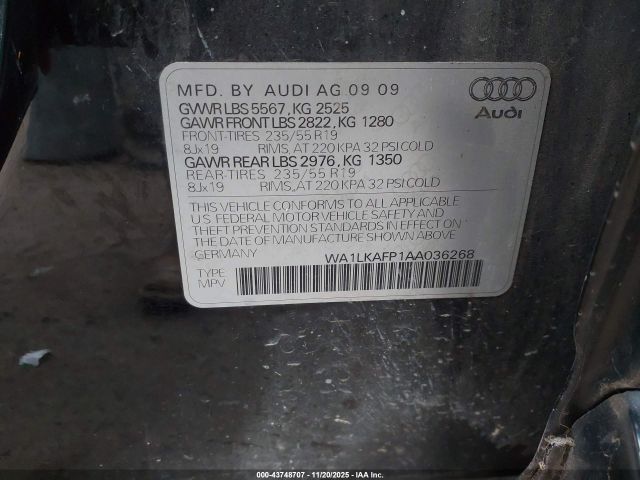 MFD. BY AUDI AG 09 09
GVWR LBS 5567, KG 2525
GAWR FRONT LBS 2822, KG 1280
FRONT-TIRES 235/55 R19
8Jx19 RIMS, AT 220 KPA 32 PSI COLD
GAWR REAR LBS 2976, KG 1350
REAR-TIRES 235/55 R19
8Jx19 RIMS, AT 220 KPA 32 PSI COLD
Audi
THIS VEHICLE CONFORMS TO ALL APPLICABLE
U S FEDERAL MOTOR VEHICLE SAFETY AND
THEFT PREVENTION STANDARDS
IN EFFECT ON THE
DATE OF MANUFACTURE SHOWN ABOVE
GERMANY WA1LKAFP1AA036268
TYPE
MPV
000-43748707 - 11/20/2025 - IAA Inc.